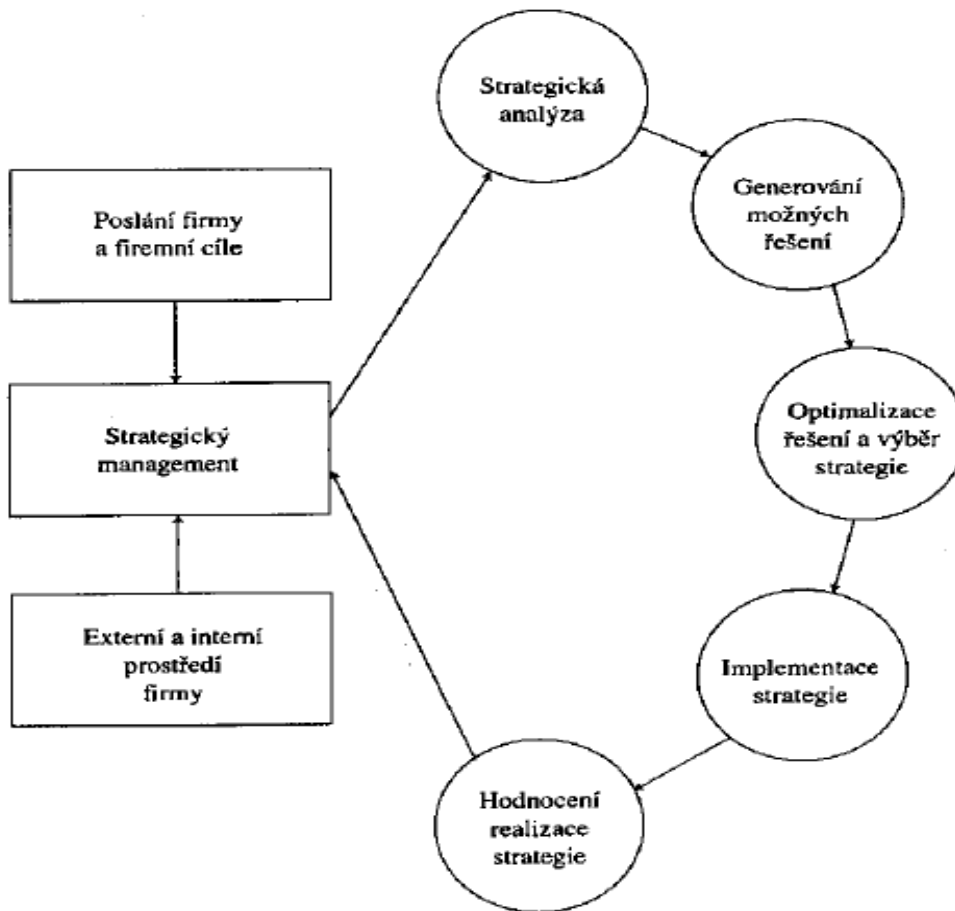 Strategická
analýza
Generování
možných
řešení
Poslání firmy
a firemní cíle
Optimalizace
řešení a výběr
strategie
Strategický
management
Externí a interní
prostředí
firmy
Implementace
strategie
Hodnocení
realizace
strategie